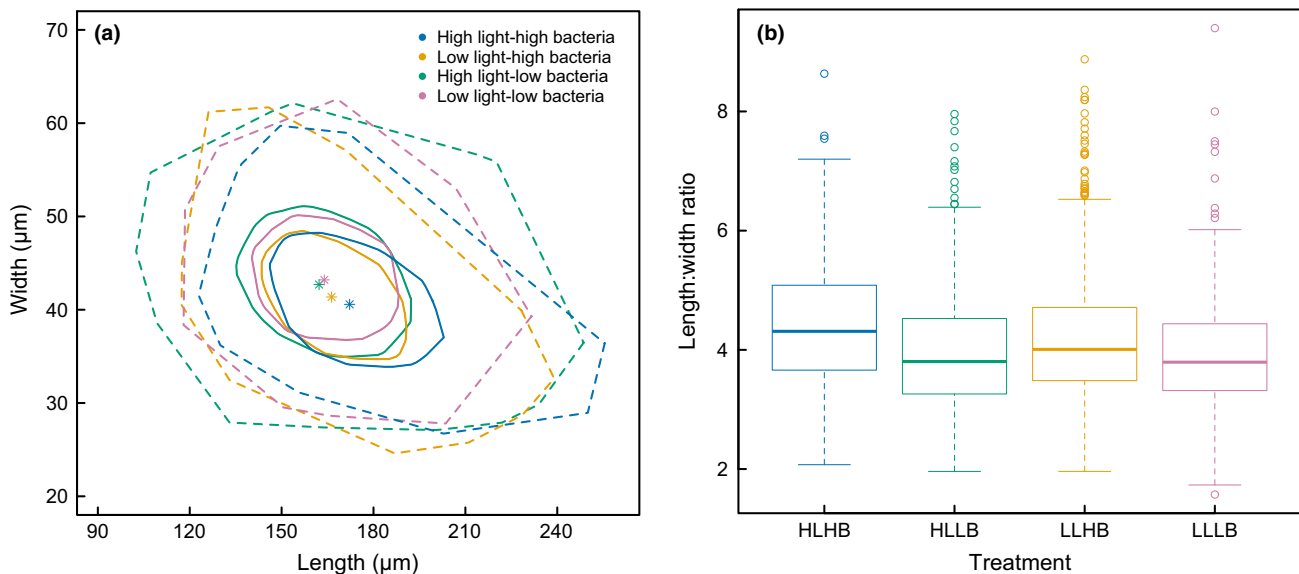 (a)
High light-high bacteria
Low light-high bacteria
High light-low bacteria
Low light-low bacteria
Width (µm)
70
60
50
40
30
20
90
120
150
180
210
240
Length (µm)
(b)
Length:width ratio
8
6
4
2
HLHB
HLLB
LLHB
LLLB
Treatment